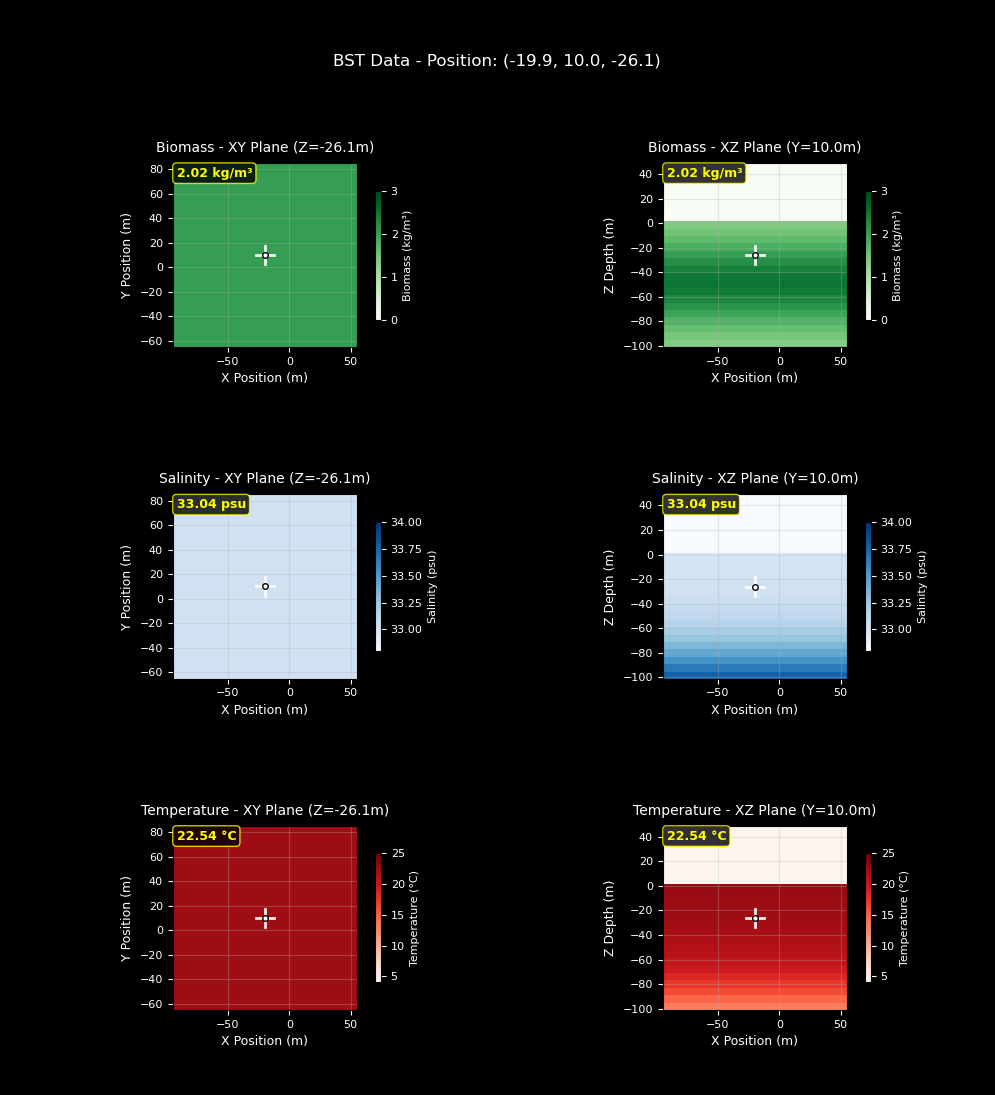 BST Data - Position: (-19.9, 10.0, -26.1)
Biomass - XY Plane (Z=-26.1m)
2.02 kg/m³
80
60
40
20
0
−20
−40
−60
Y Position (m)
−50 0 50
X Position (m)
3
2
1
0
Biomass (kg/m³)
Biomass - XZ Plane (Y=10.0m)
2.02 kg/m³
40
20
0
−20
−40
−60
−80
−100
Z Depth (m)
−50 0 50
X Position (m)
3
2
1
0
Biomass (kg/m³)
Salinity - XY Plane (Z=-26.1m)
33.04 psu
80
60
40
20
0
−20
−40
−60
Y Position (m)
−50 0 50
X Position (m)
34.00
33.75
33.50
33.25
33.00
Salinity (psu)
Salinity - XZ Plane (Y=10.0m)
33.04 psu
40
20
0
−20
−40
−60
−80
−100
Z Depth (m)
−50 0 50
X Position (m)
34.00
33.75
33.50
33.25
33.00
Salinity (psu)
Temperature - XY Plane (Z=-26.1m)
22.54 °C
80
60
40
20
0
−20
−40
−60
Y Position (m)
−50 0 50
X Position (m)
25
20
15
10
5
Temperature (°C)
Temperature - XZ Plane (Y=10.0m)
22.54 °C
40
20
0
−20
−40
−60
−80
−100
Z Depth (m)
−50 0 50
X Position (m)
25
20
15
10
5
Temperature (°C)